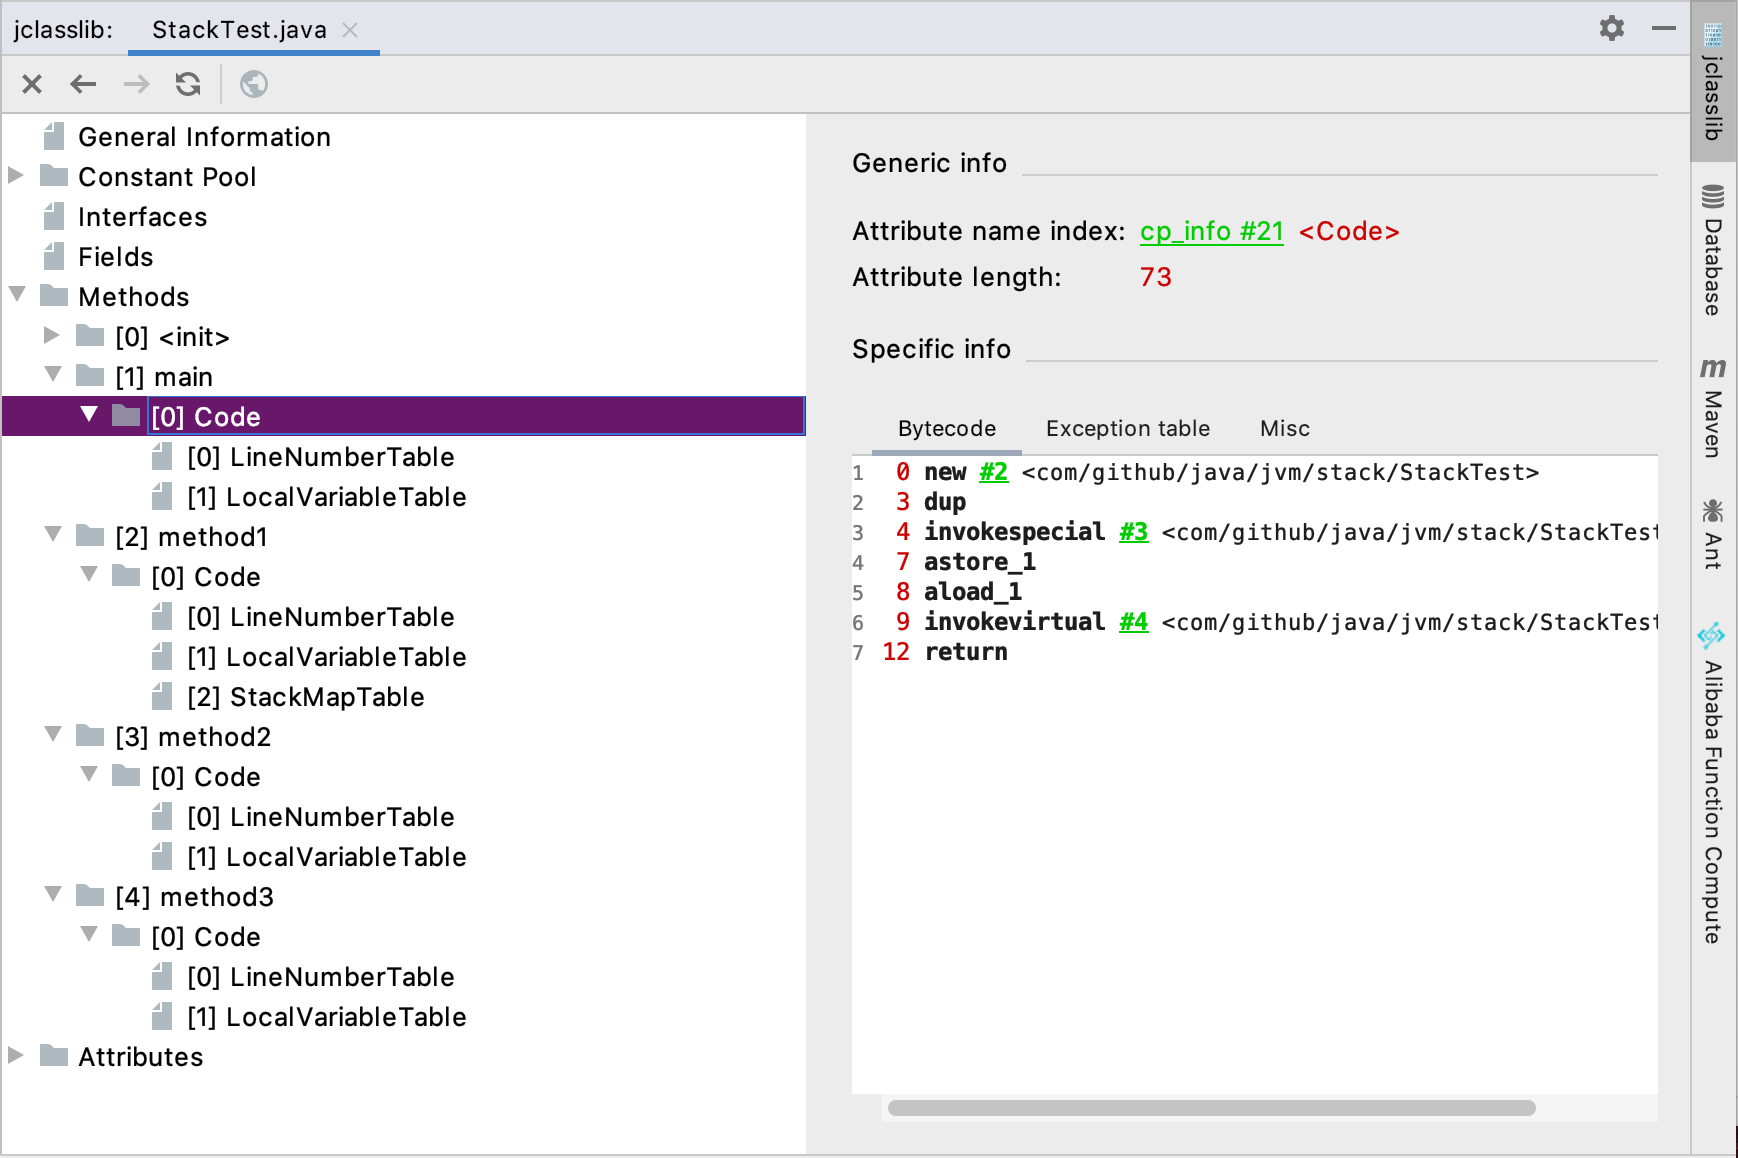 jclasslib: StackTest.java
General Information
Constant Pool
Interfaces
Fields
Methods
[0] <init>
[1] main
[0] Code
[0] LineNumberTable
[1] LocalVariableTable
[2] method1
[0] Code
[0] LineNumberTable
[1] LocalVariableTable
[2] StackMapTable
[3] method2
[0] Code
[0] LineNumberTable
[1] LocalVariableTable
[4] method3
[0] Code
[0] LineNumberTable
[1] LocalVariableTable
Attributes
Generic info
Attribute name index: cp_info #21 <Code>
Attribute length: 73
Specific info
Bytecode Exception table Misc
1 0 new #2 <com/github/java/jvm/stack/StackTest>
2 3 dup
3 4 invokespecial #3 <com/github/java/jvm/stack/StackTest
4 7 astore_1
5 8 aload_1
6 9 invokevirtual #4 <com/github/java/jvm/stack/StackTest
7 12 return
jclasslib
Database
Maven
Ant
Alibaba Function Compute